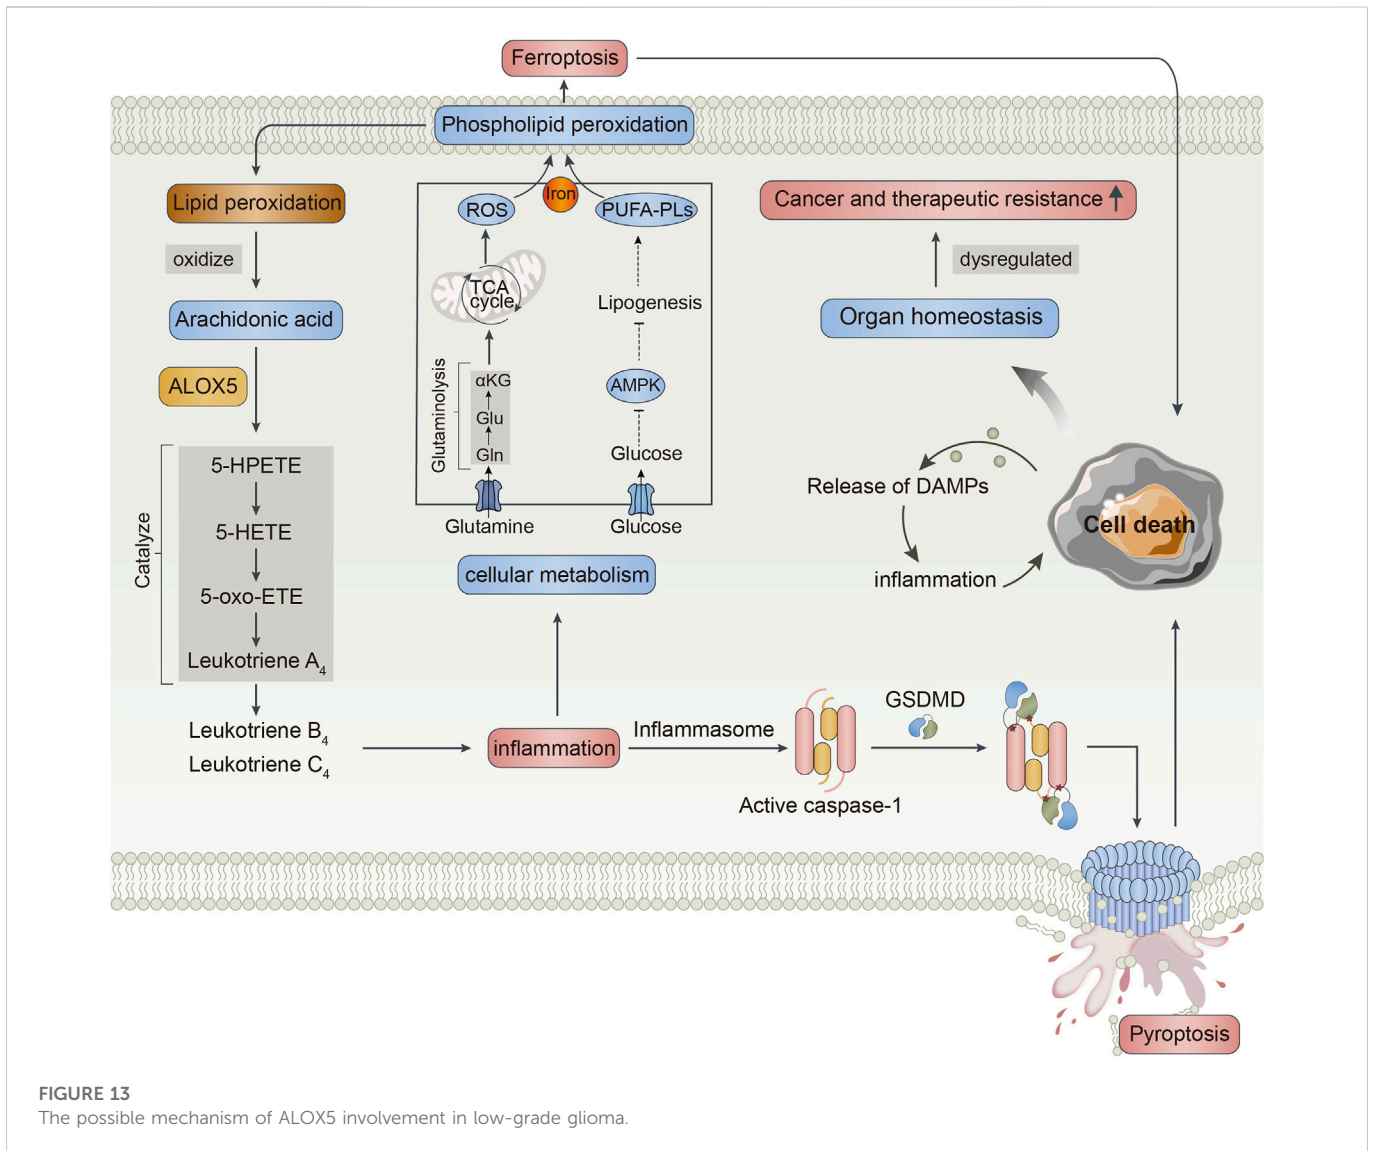 Ferroptosis
Phospholipid peroxidation
Lipid peroxidation
oxidize
Arachidonic acid
ALOX5
Catalyze
5-HPETE
5-HETE
5-oxo-ETE
Leukotriene A4
Leukotriene B4
Leukotriene C4
ROS
Iron
PUFA-PLs
TCA
cycle
Lipogenesis
Glutaminolysis
αKG
Glu
Gln
AMPK
Glucose
Glutamine
Glucose
cellular metabolism
inflammation
Inflammasome
Active caspase-1
GSDMD
Cancer and therapeutic resistance
dysregulated
Organ homeostasis
Release of DAMPs
inflammation
Cell death
Pyroptosis
FIGURE 13
The possible mechanism of ALOX5 involvement in low-grade glioma.